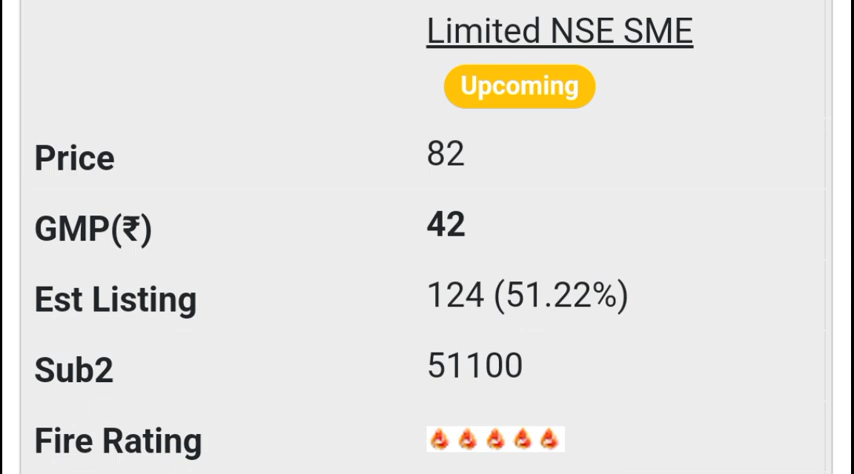 Limited NSE SME
Upcoming
Price 82
GMP(₹) 42
Est Listing 124 (51.22%)
Sub2 51100
Fire Rating 🔥🔥🔥🔥🔥